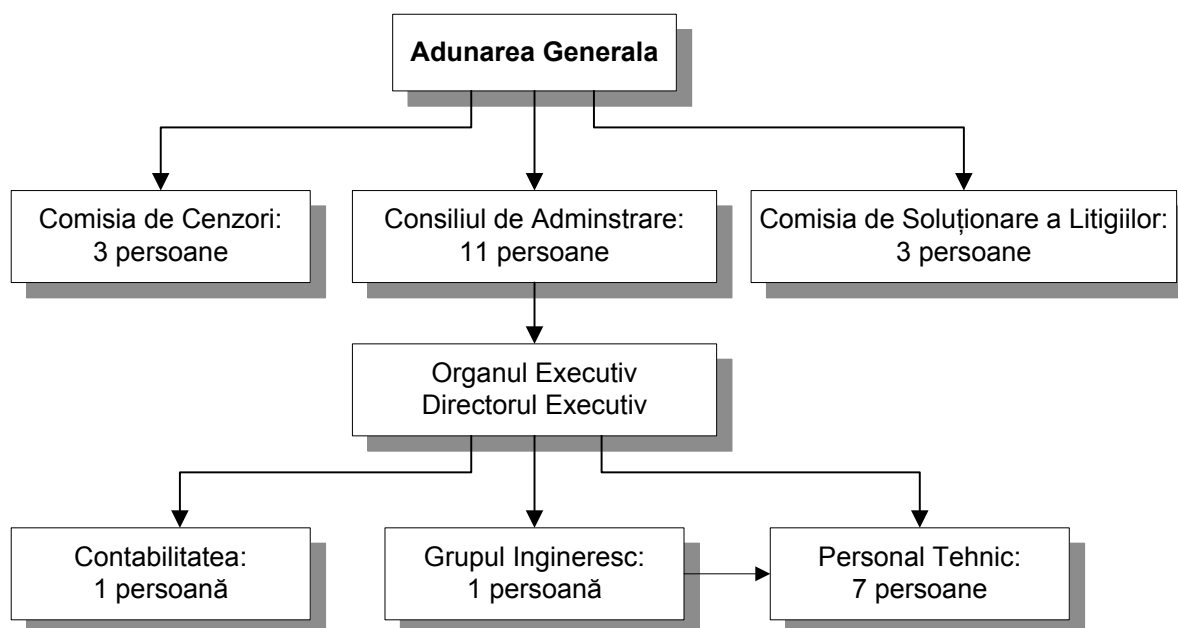 Adunarea Generala
Comisia de Cenzori:
3 persoane
Consiliul de Adminstrare:
11 persoane
Comisia de Soluționare a Litigiilor:
3 persoane
Organul Executiv
Directorul Executiv
Contabilitatea:
1 persoană
Grupul Ingineresc:
1 persoană
Personal Tehnic:
7 persoane